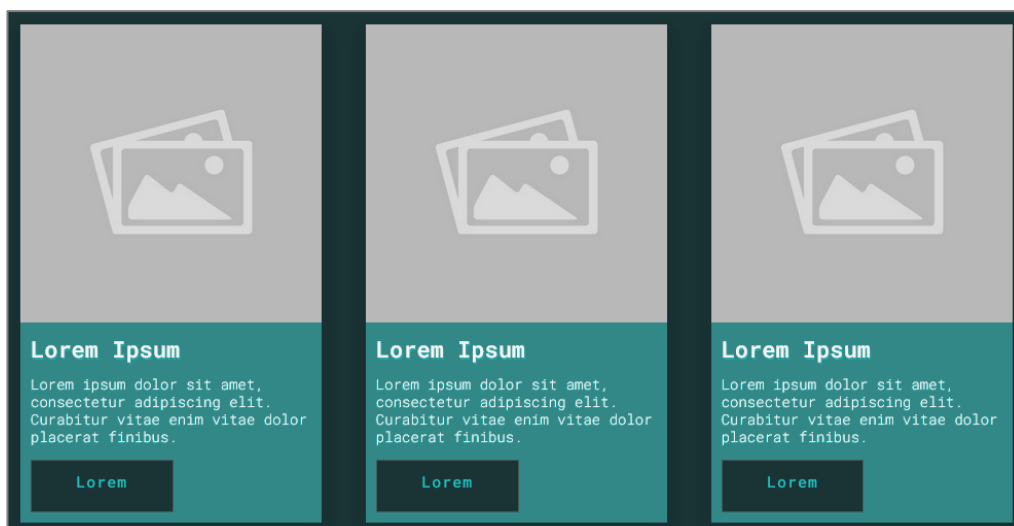 Lorem Ipsum
Lorem ipsum dolor sit amet,
consectetur adipiscing elit.
Curabitur vitae enim vitae dolor
placerat finibus.
Lorem
Lorem Ipsum
Lorem ipsum dolor sit amet,
consectetur adipiscing elit.
Curabitur vitae enim vitae dolor
placerat finibus.
Lorem
Lorem Ipsum
Lorem ipsum dolor sit amet,
consectetur adipiscing elit.
Curabitur vitae enim vitae dolor
placerat finibus.
Lorem